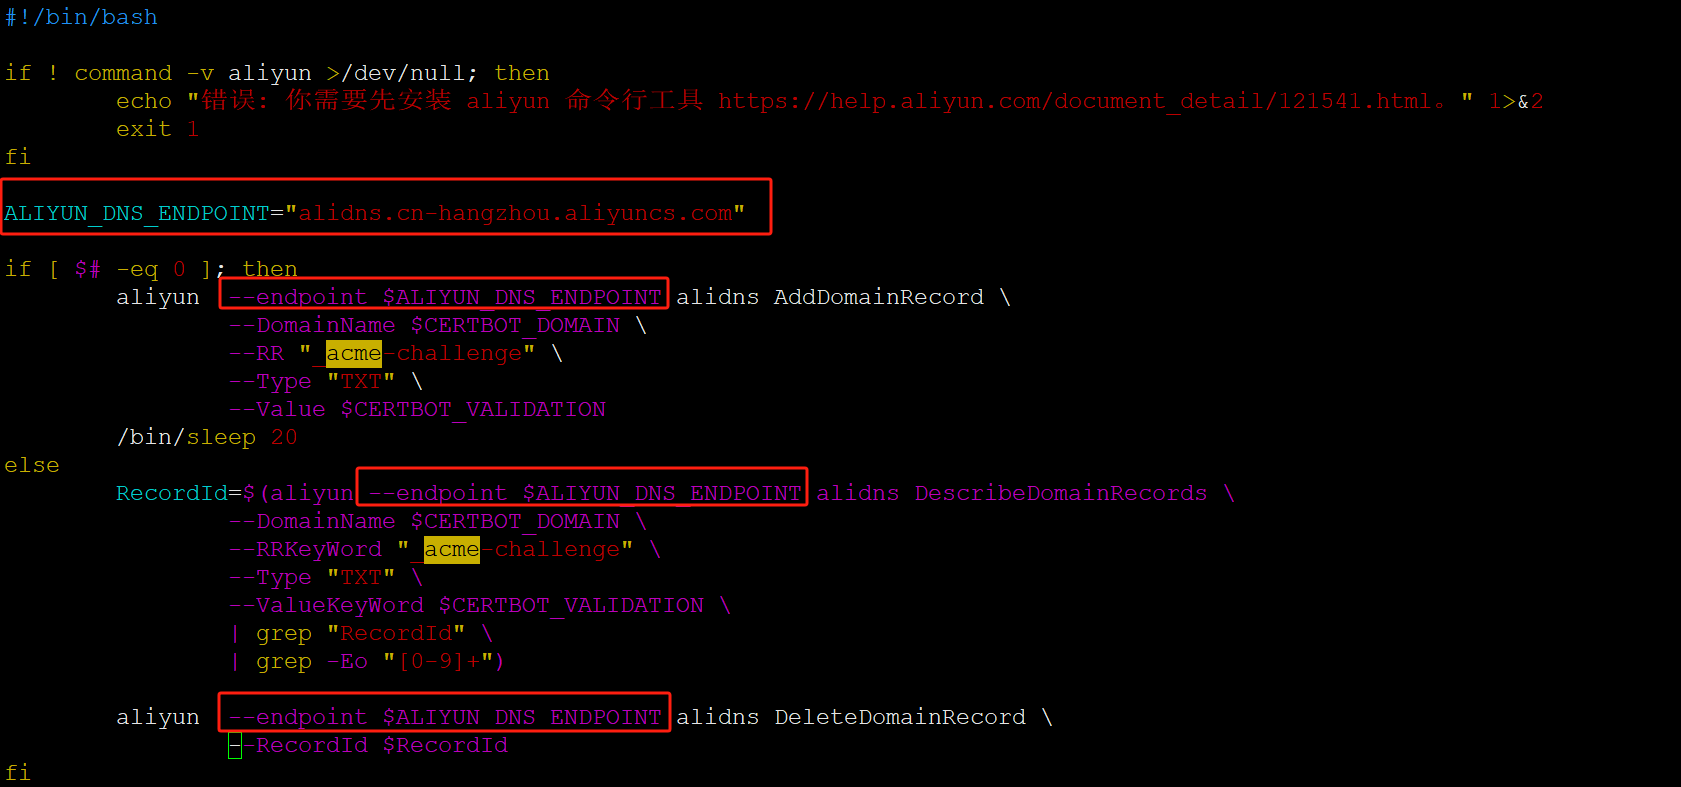 #!/bin/bash
if ! command -v aliyun >/dev/null; then
echo "错误: 你需要先安装 aliyun 命令行工具 https://help.aliyun.com/document_detail/121541.html。" 1>&2
exit 1
fi
ALIYUN_DNS_ENDPOINT="alidns.cn-hangzhou.aliyuncs.com"
if [ $# -eq 0 ]; then
aliyun --endpoint $ALIYUN_DNS_ENDPOINT alidns AddDomainRecord \
--DomainName $CERTBOT_DOMAIN \
--RR "_acme-challenge" \
--Type "TXT" \
--Value $CERTBOT_VALIDATION
/bin/sleep 20
else
RecordId=$(aliyun --endpoint $ALIYUN_DNS_ENDPOINT alidns DescribeDomainRecords \
--DomainName $CERTBOT_DOMAIN \
--RRKeyWord "_acme-challenge" \
--Type "TXT" \
--ValueKeyWord $CERTBOT_VALIDATION \
| grep "RecordId" \
| grep -Eo "[0-9]+")
aliyun --endpoint $ALIYUN_DNS_ENDPOINT alidns DeleteDomainRecord \
--RecordId $RecordId
fi